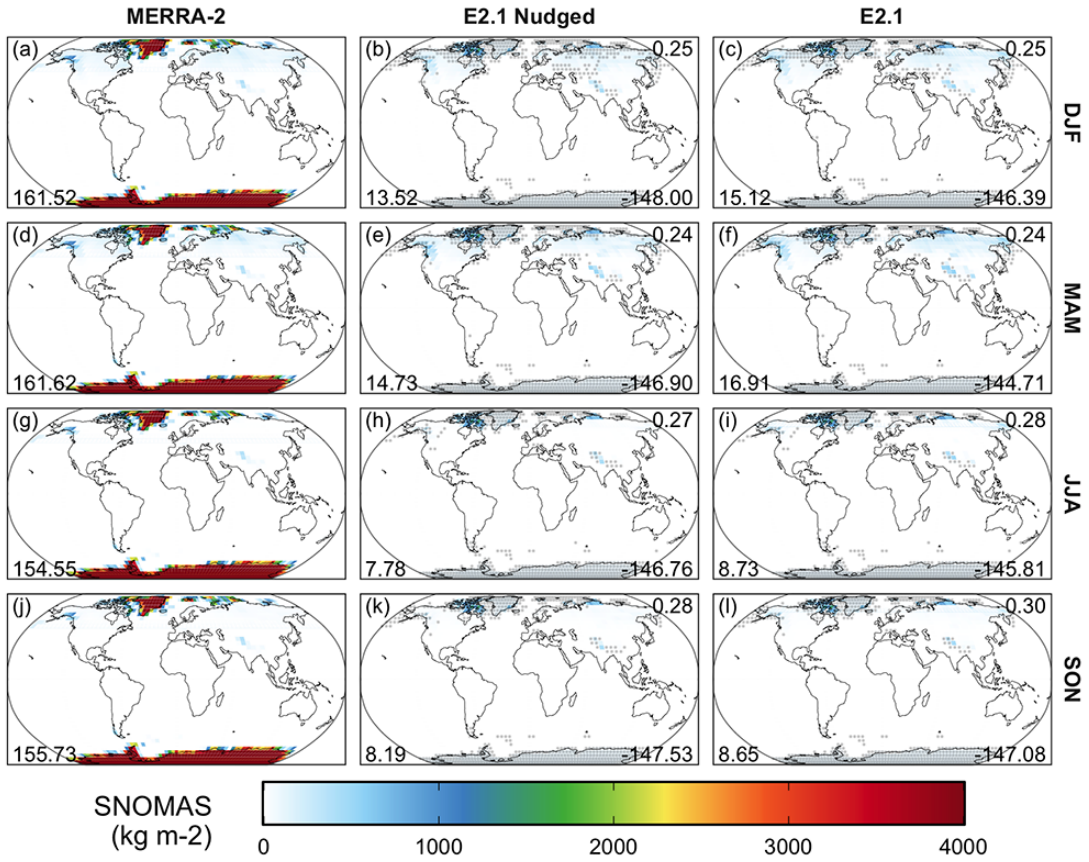 MERRA-2 E2.1 Nudged E2.1
(a) (b) 0.25 (c) 0.25
DJF
161.52 13.52 -148.00 15.12 -146.39
(d) (e) 0.24 (f) 0.24
MAM
161.62 14.73 -146.90 16.91 -144.71
(g) (h) 0.27 (i) 0.28
JJA
154.55 7.78 -146.76 8.73 -145.81
(j) (k) 0.28 (l) 0.30
SON
155.73 8.19 -147.53 8.65 -147.08
SNOMAS
(kg m-2)
0 1000 2000 3000 4000